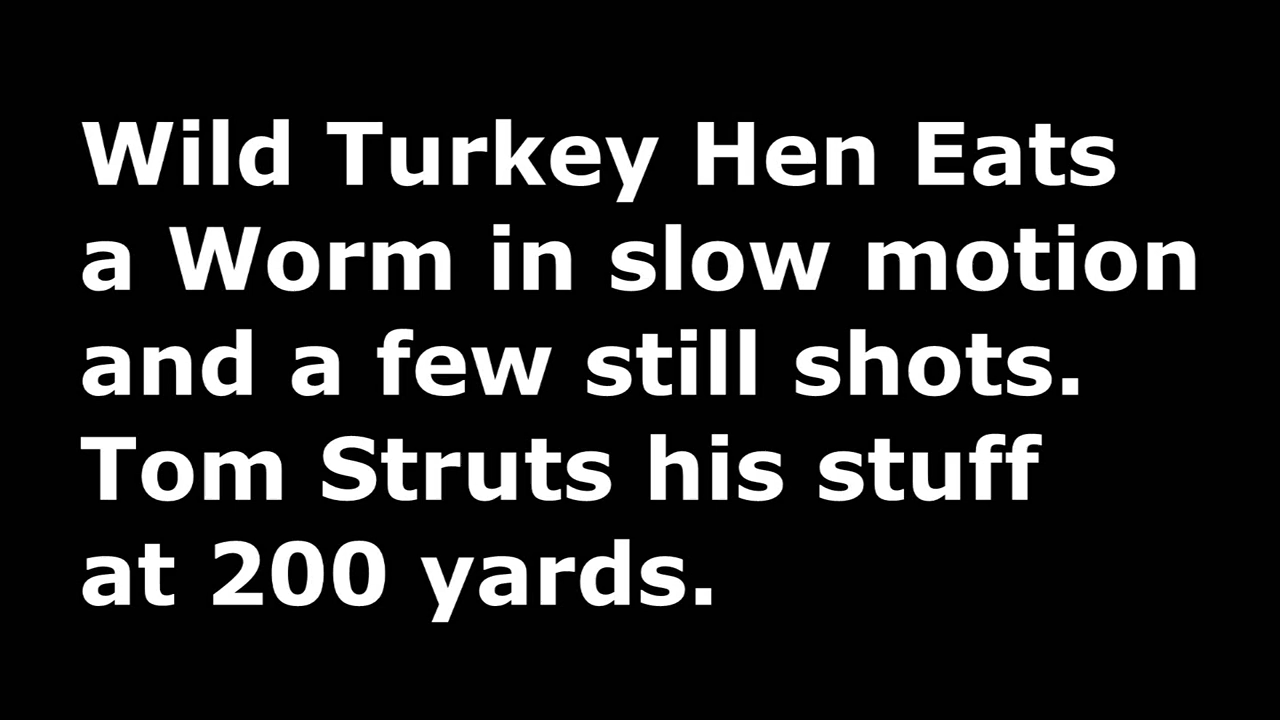 Wild Turkey Hen Eats
a Worm in slow motion
and a few still shots.
Tom Struts his stuff
at 200 yards.